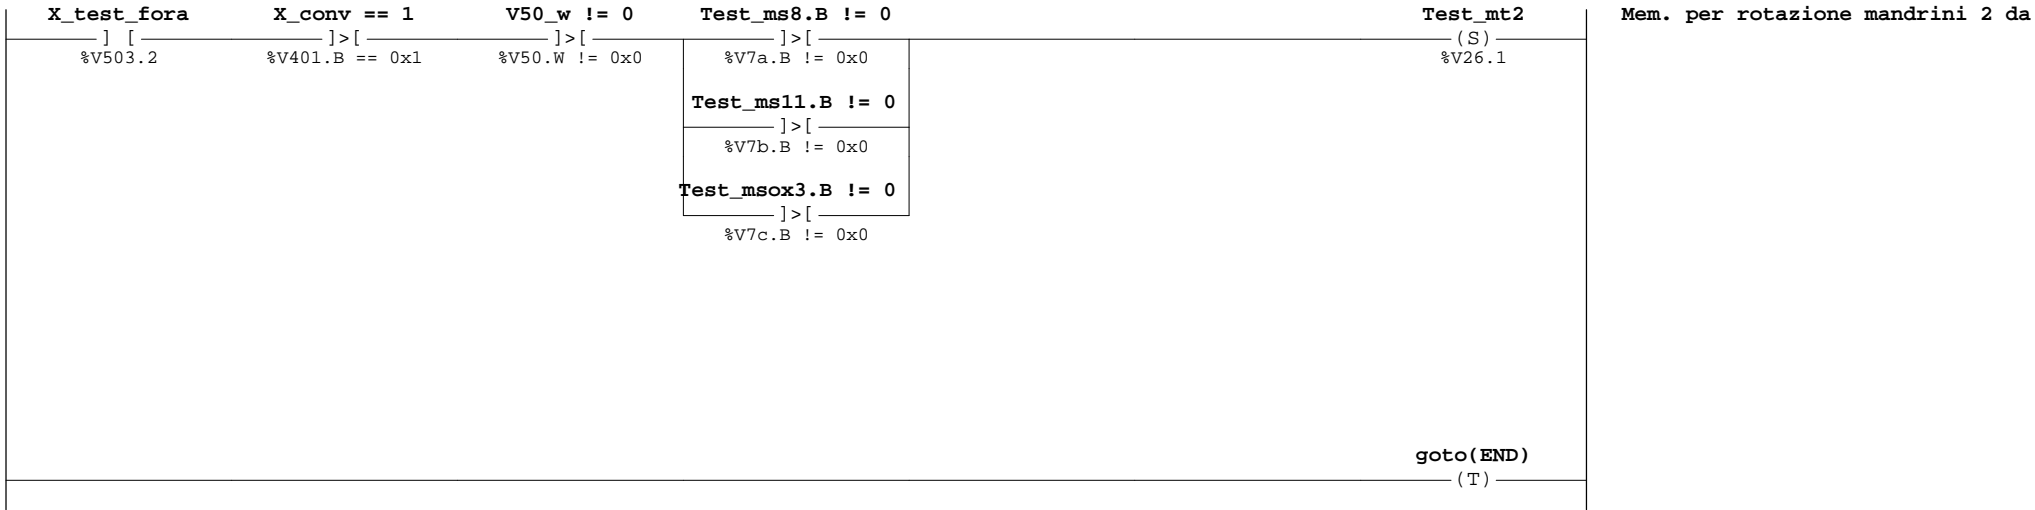 X_test_fora X_conv == 1 V50_w != 0 Test_ms8.B != 0 Test_mt2 Mem. per rotazione mandrini 2 da
] [ ]>[ ]>[ ]>[ (S)
%V503.2 %V401.B == 0x1 %V50.W != 0x0 %V7a.B != 0x0 %V26.1
Test_ms11.B != 0
]>[
%V7b.B != 0x0
Test_msox3.B != 0
]>[
%V7c.B != 0x0
goto(END)
(T)